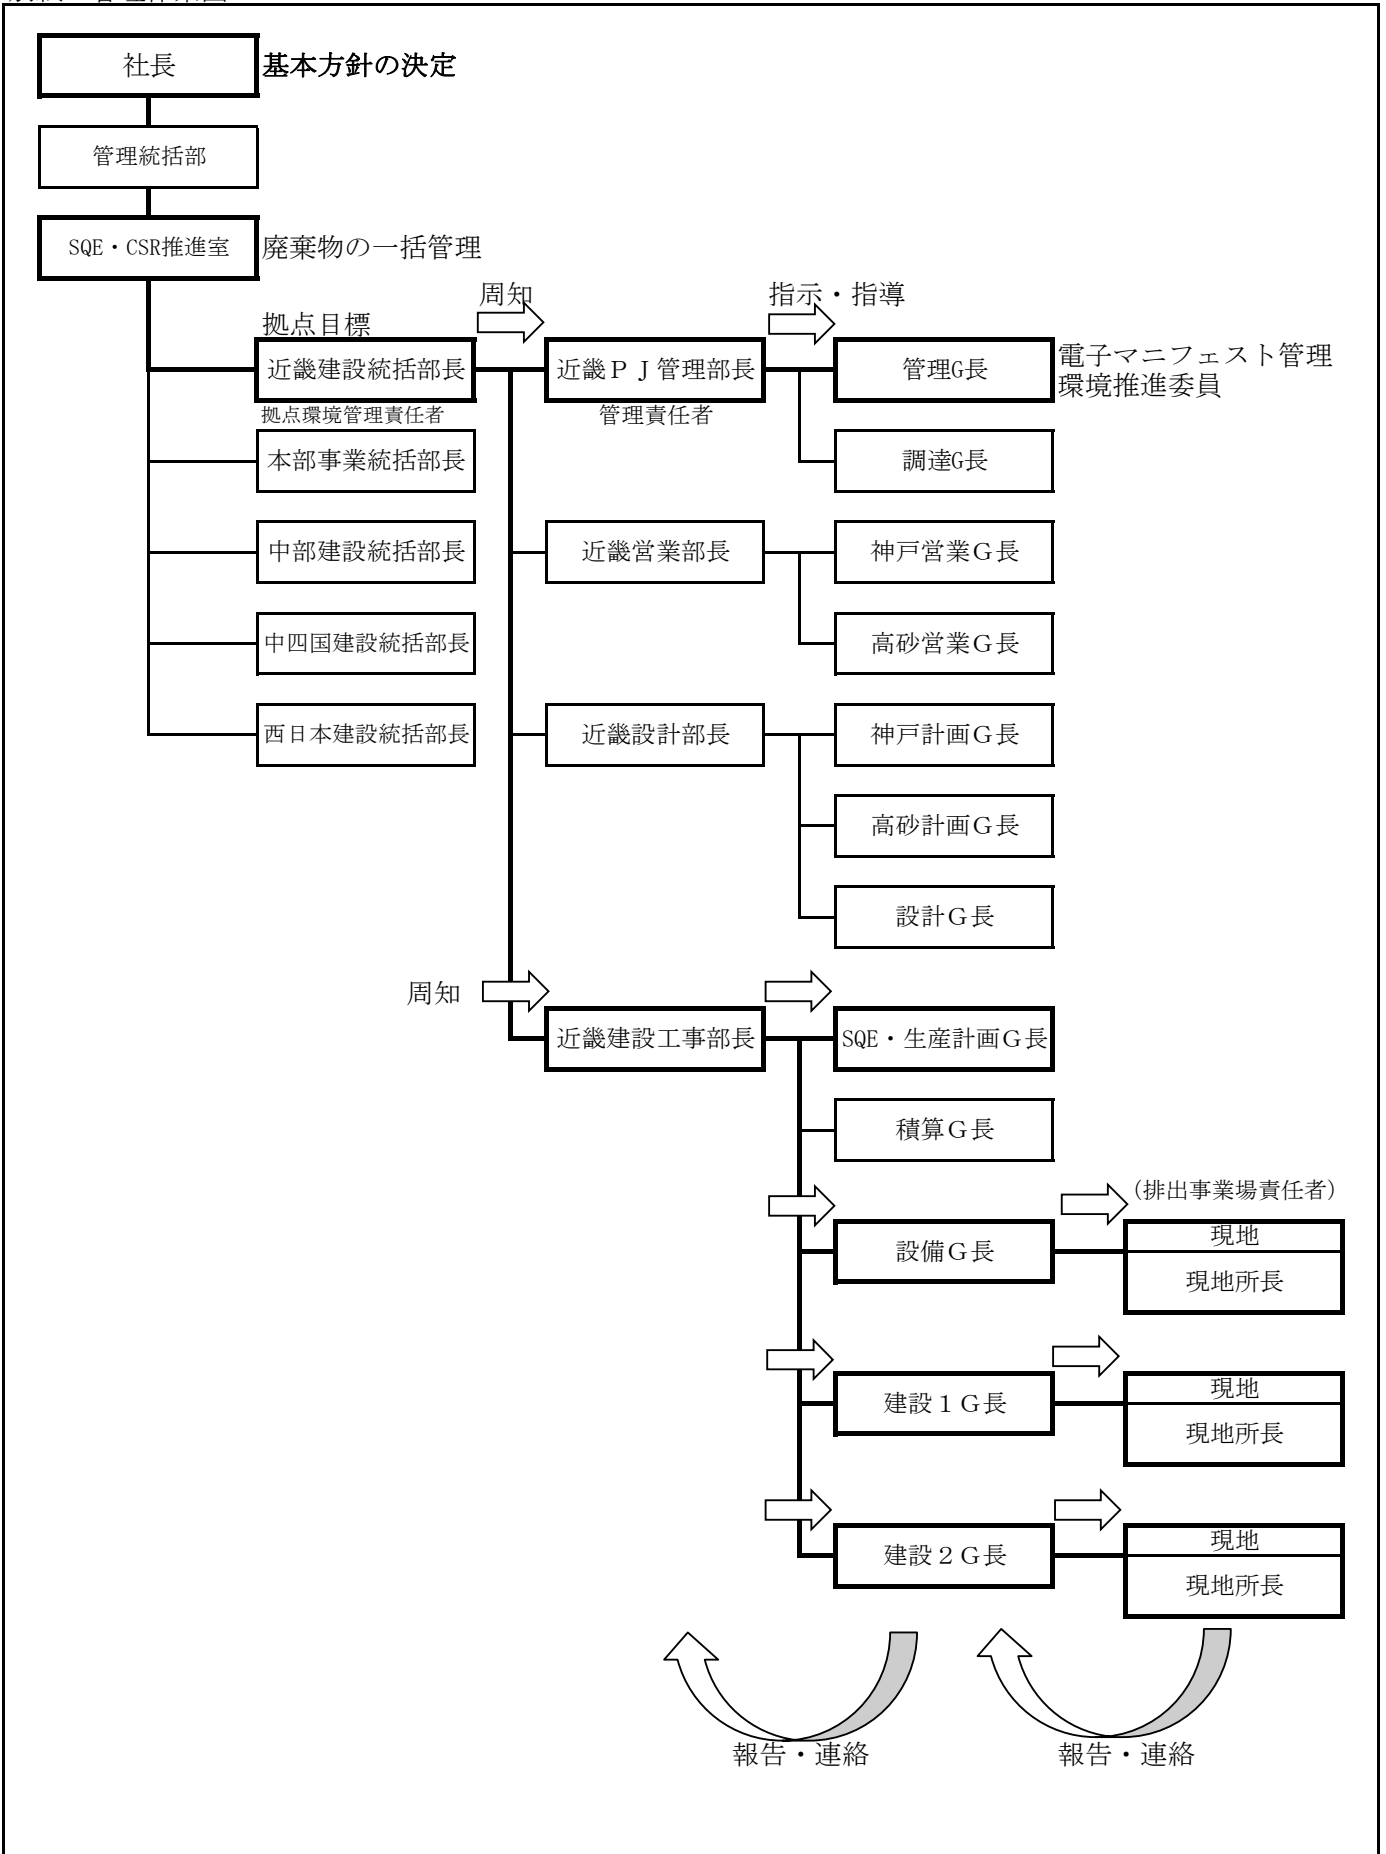 社長
基本方針の決定
管理統括部
SQE・CSR推進室
廃棄物の一括管理
周知
指示・指導
拠点目標
近畿建設統括部長
近畿ＰＪ管理部長
管理G長
電子マニフェスト管理
環境推進委員
拠点環境管理責任者
管理責任者
本部事業統括部長
調達G長
中部建設統括部長
近畿営業部長
神戸営業Ｇ長
中四国建設統括部長
高砂営業Ｇ長
西日本建設統括部長
近畿設計部長
神戸計画Ｇ長
高砂計画Ｇ長
設計Ｇ長
周知
近畿建設工事部長
SQE・生産計画Ｇ長
積算Ｇ長
(排出事業場責任者)
設備Ｇ長
現地
現地所長
建設１Ｇ長
現地
現地所長
建設２Ｇ長
現地
現地所長
報告・連絡
報告・連絡